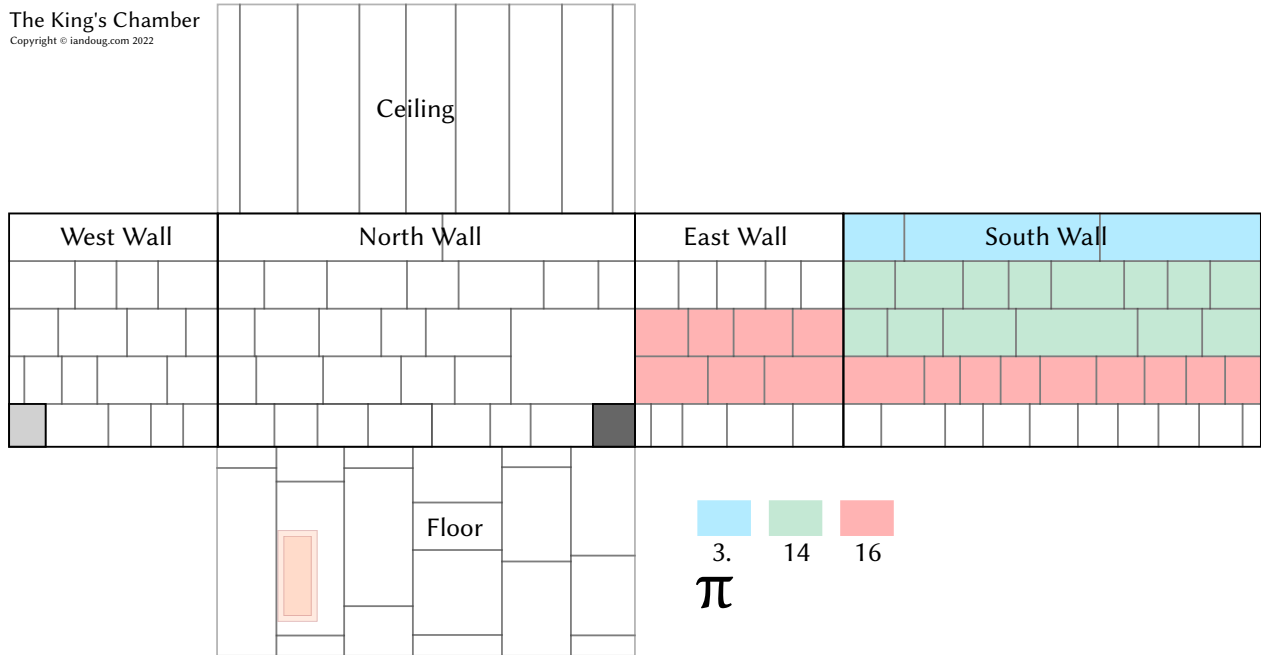 The King's Chamber
Copyright © iandoug.com 2022
Ceiling
West Wall
North Wall
East Wall
South Wall
Floor
3. 14 16
π